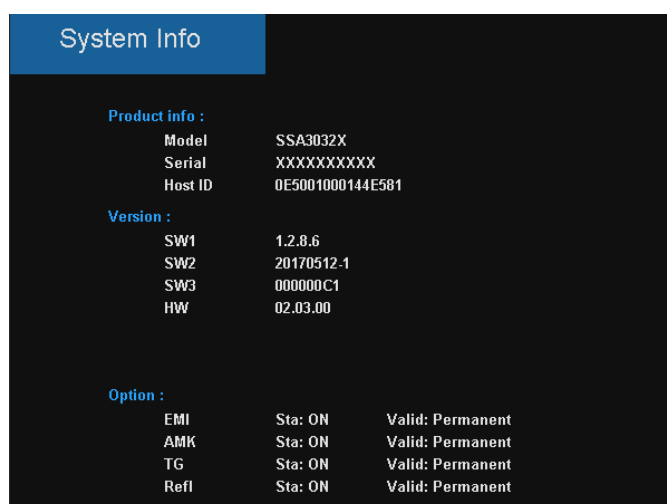 System Info
Product info :
Model SSA3032X
Serial XXXXXXXXXX
Host ID 0E5001000144E581
Version :
SW1 1.2.8.6
SW2 20170512-1
SW3 000000C1
HW 02.03.00
Option :
EMI Sta: ON Valid: Permanent
AMK Sta: ON Valid: Permanent
TG Sta: ON Valid: Permanent
Refl Sta: ON Valid: Permanent